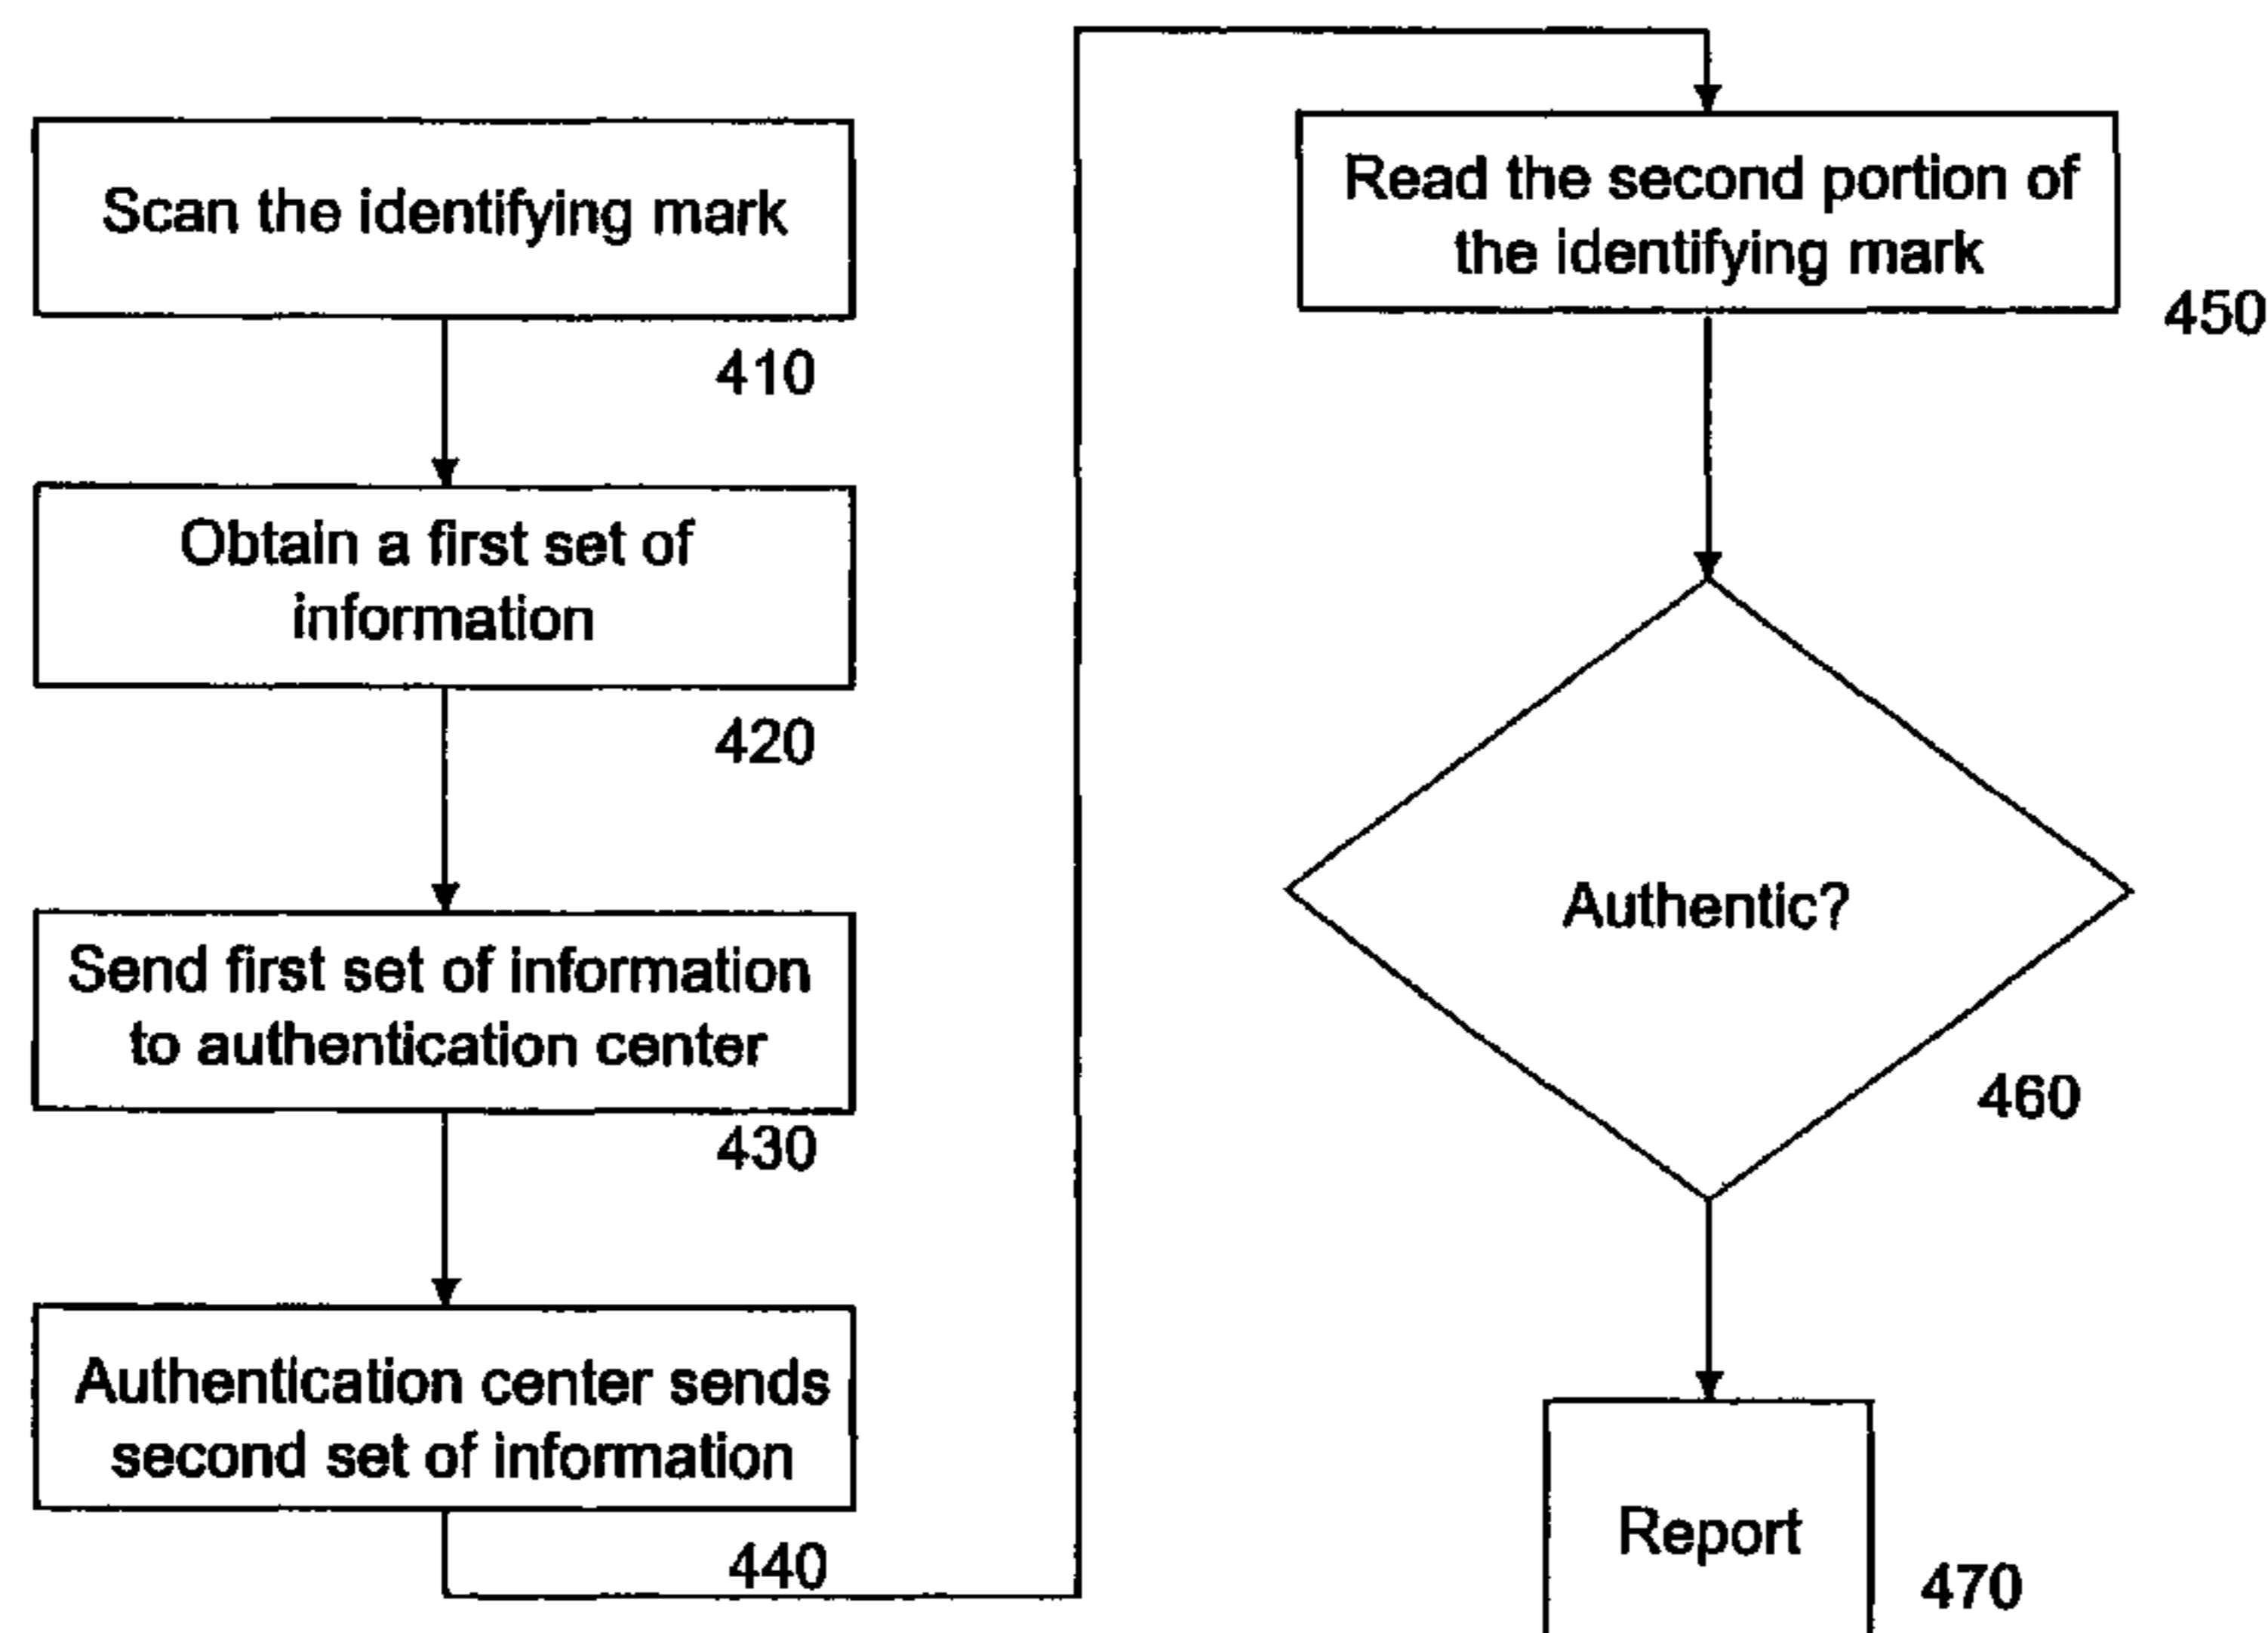 Scan the identifying mark
410
Obtain a first set of
information
420
Send first set of information
to authentication center
430
Authentication center sends
second set of information
440
Read the second portion of
the identifying mark
450
Authentic?
460
Report
470